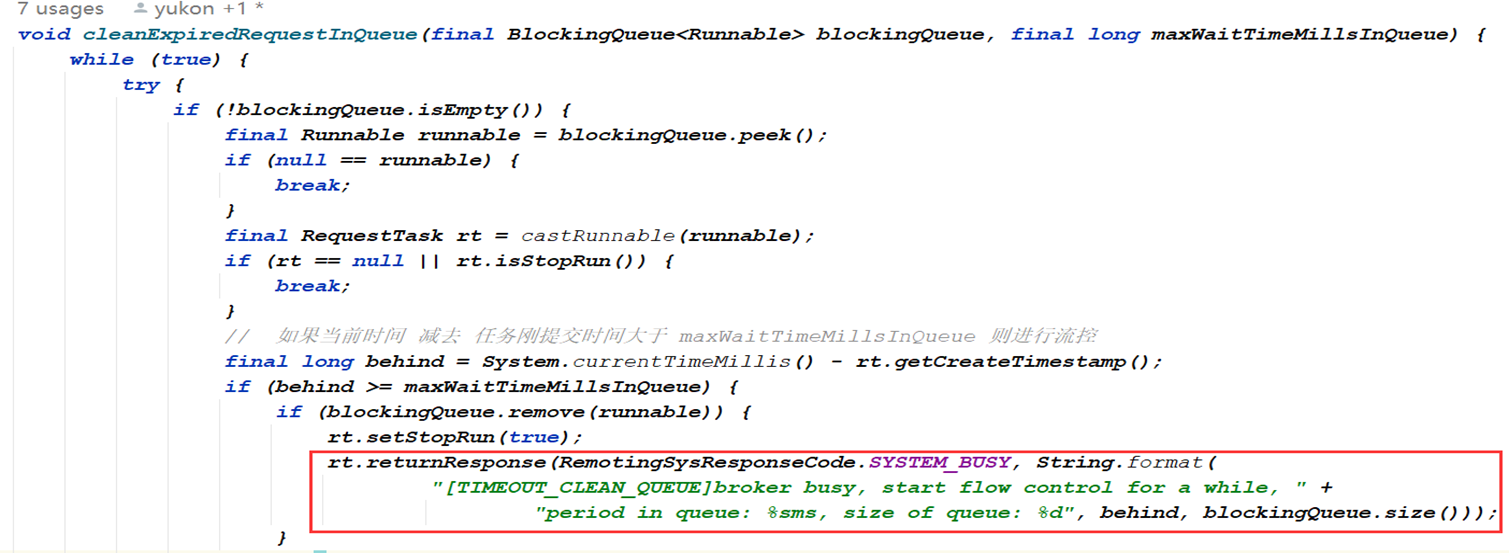 7 usages yukon +1 *
void cleanExpiredRequestInQueue(final BlockingQueue<Runnable> blockingQueue, final long maxWaitTimeMillsInQueue) {
while (true) {
try {
if (!blockingQueue.isEmpty()) {
final Runnable runnable = blockingQueue.peek();
if (null == runnable) {
break;
}
final RequestTask rt = castRunnable(runnable);
if (rt == null || rt.isStopRun()) {
break;
}
// 如果当前时间 减去 任务刚提交时间大于 maxWaitTimeMillsInQueue 则进行流控
final long behind = System.currentTimeMillis() - rt.getCreateTimestamp();
if (behind >= maxWaitTimeMillsInQueue) {
if (blockingQueue.remove(runnable)) {
rt.setStopRun(true);
rt.returnResponse(RemotingSysResponseCode.SYSTEM_BUSY, String.format(
"[TIMEOUT_CLEAN_QUEUE]broker busy, start flow control for a while, " +
"period in queue: %sms, size of queue: %d", behind, blockingQueue.size()));
}